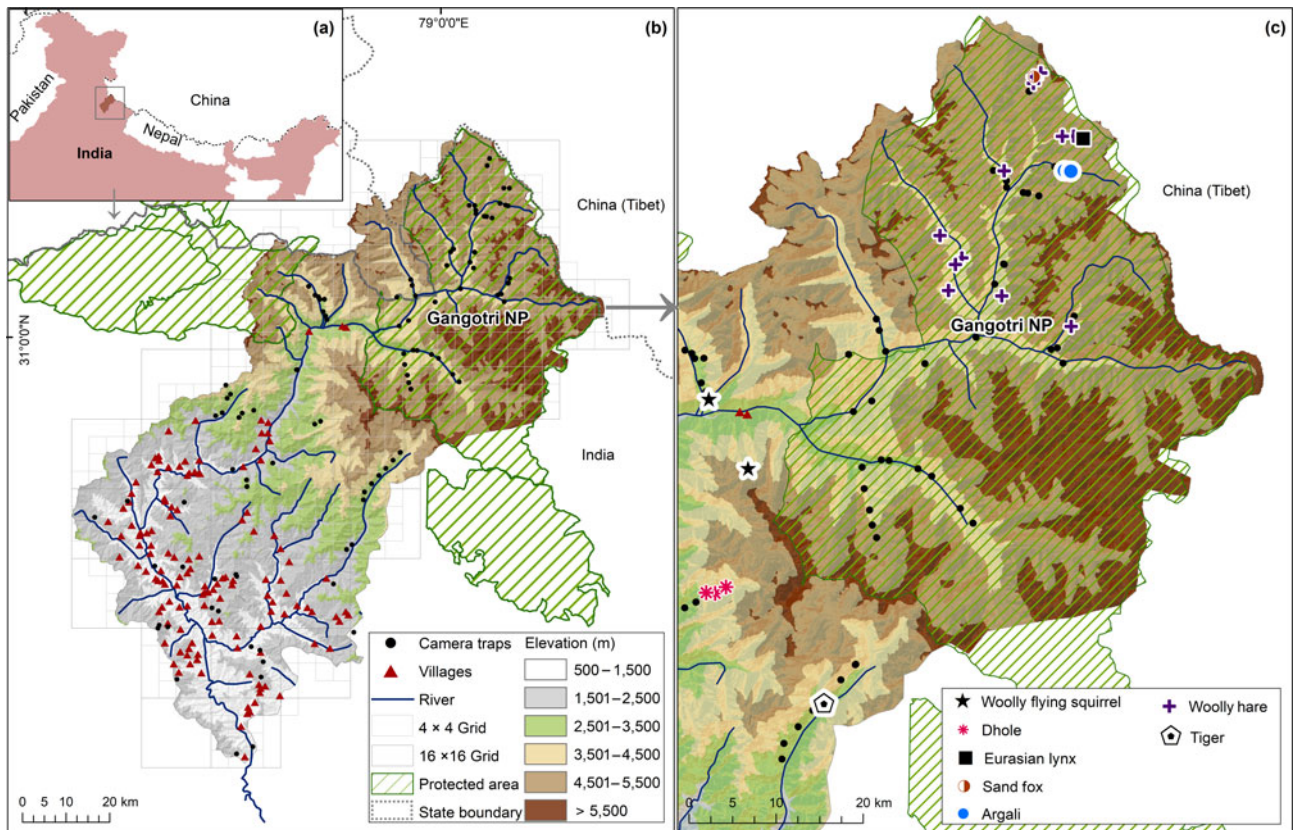 (a)
Pakistan
China
Nepal
India
79°0'0"E
(b)
31°0'0"N
China (Tibet)
Gangotri NP
India
Camera traps
Villages
River
4 × 4 Grid
16 ×16 Grid
Protected area
State boundary
Elevation (m)
500 – 1,500
1,501 – 2,500
2,501 – 3,500
3,501 – 4,500
4,501 – 5,500
> 5,500
0 5 10 20 km
(c)
China (Tibet)
Gangotri NP
Woolly flying squirrel
Dhole
Eurasian lynx
Sand fox
Argali
Woolly hare
Tiger
0 5 10 20 km